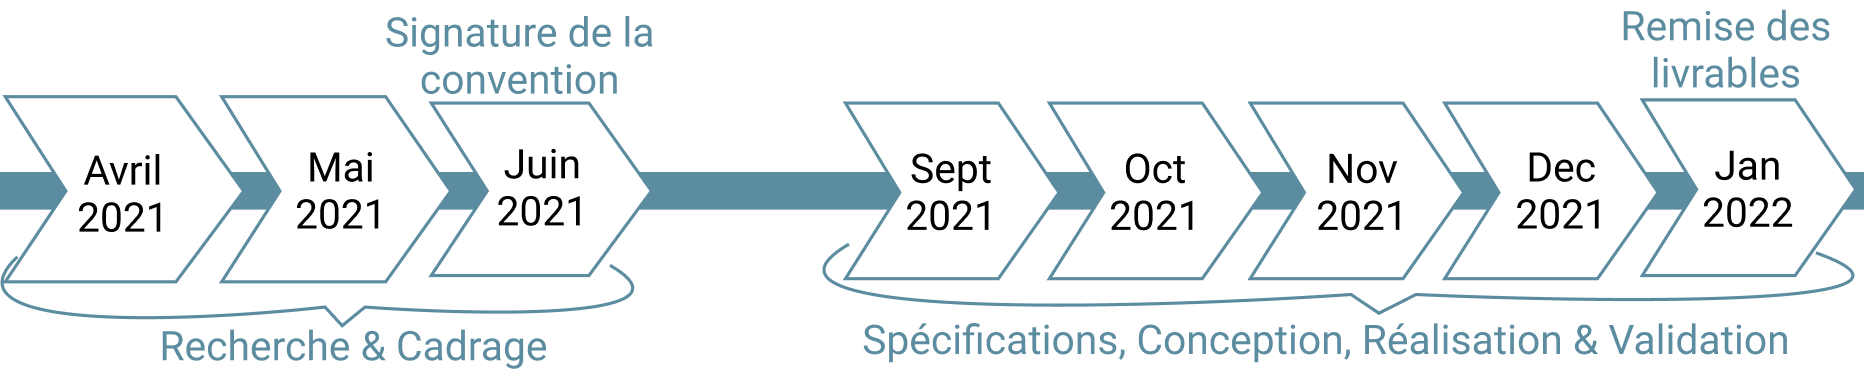 Signature de la
convention
Remise des
livrables
Avril
2021
Mai
2021
Juin
2021
Sept
2021
Oct
2021
Nov
2021
Dec
2021
Jan
2022
Recherche & Cadrage
Spécifications, Conception, Réalisation & Validation